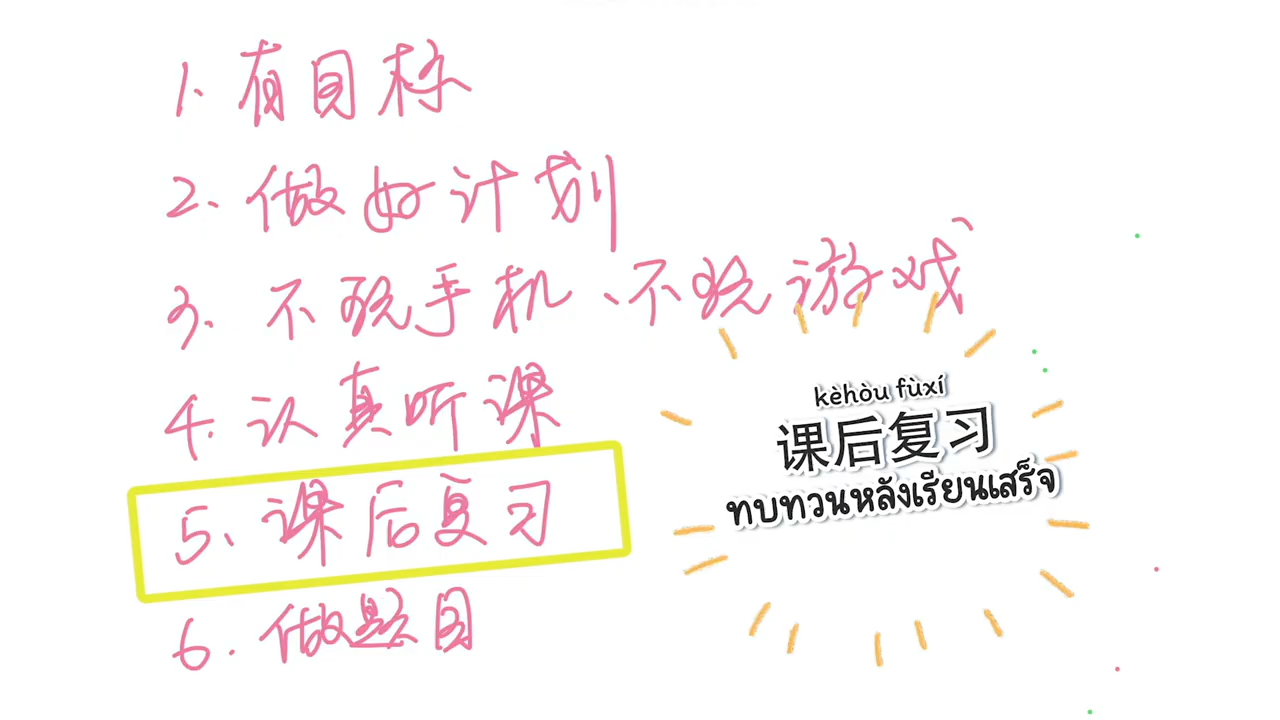 1. 有目标
2. 做好计划
3. 不玩手机、不玩游戏
4. 认真听课
5. 课后复习
6. 做题目
kèhòu fùxí
课后复习
ทบทวนหลังเรียนเสร็จ